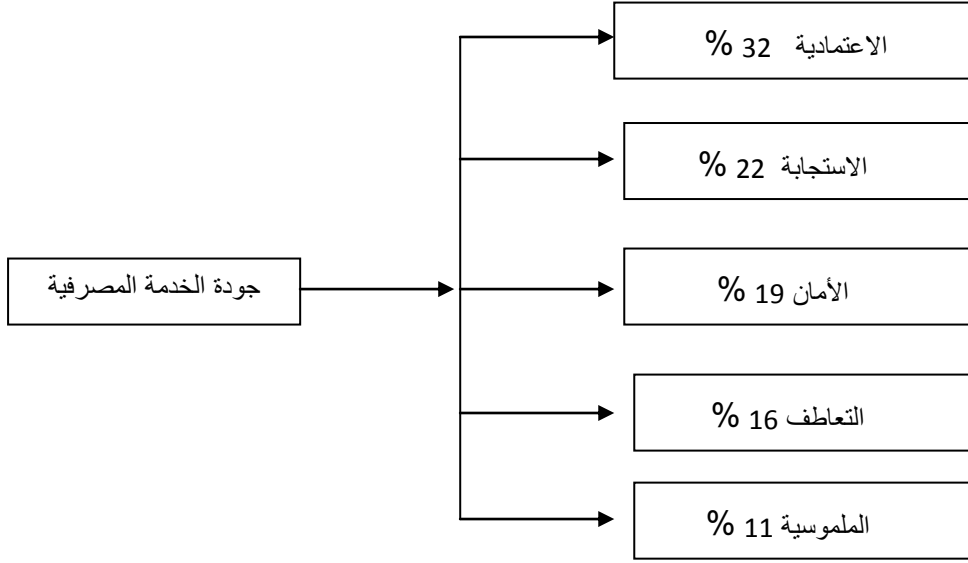 الاعتمادية 32 %
الاستجابة 22 %
جودة الخدمة المصرفية
الأمان 19 %
التعاطف 16 %
الملموسية 11 %